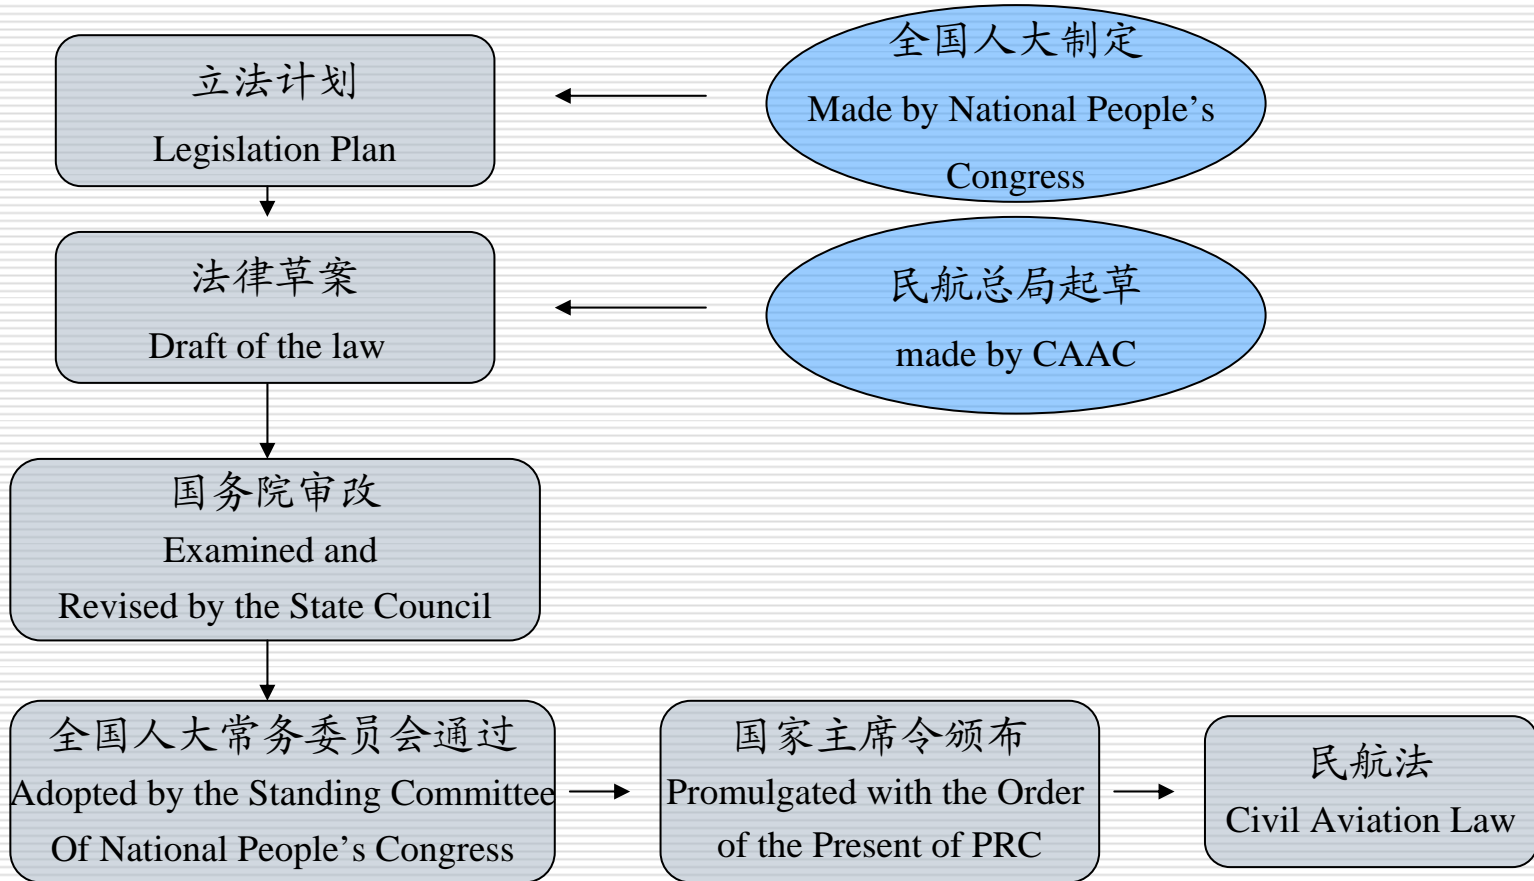 立法计划
Legislation Plan
全国人大制定
Made by National People’s
Congress
法律草案
Draft of the law
民航总局起草
made by CAAC
国务院审改
Examined and
Revised by the State Council
全国人大常务委员会通过
Adopted by the Standing Committee
Of National People’s Congress
国家主席令颁布
Promulgated with the Order
of the Present of PRC
民航法
Civil Aviation Law